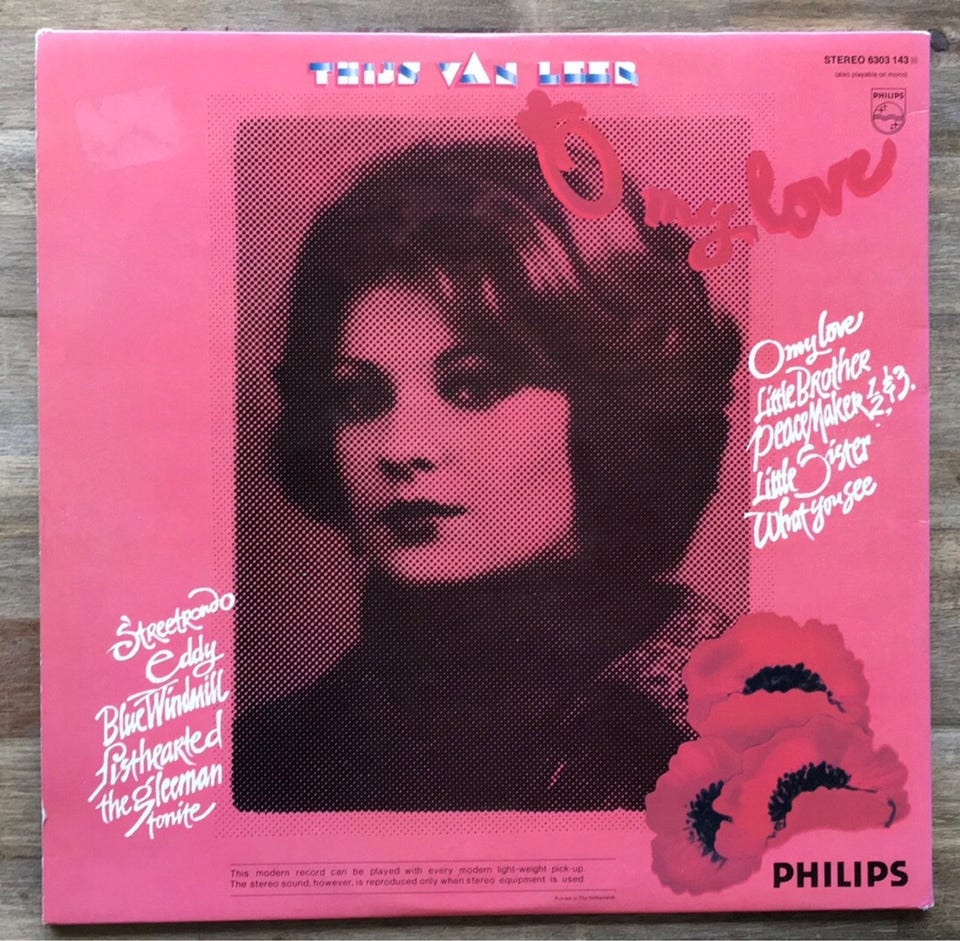 THIJS VAN LEER
STEREO 6303 143
(also playable on mono)
PHILIPS
O my love
O my love
Little Brother
PeaceMaker 1/2 & 3.
Little Sister
What you see
Streetrondo
Eddy
Blue Windmill
fisthearted
the gleeman
tonite
This modern record can be played with every modern light-weight pick-up.
The stereo sound, however, is reproduced only when stereo equipment is used
Printed in The Netherlands
PHILIPS